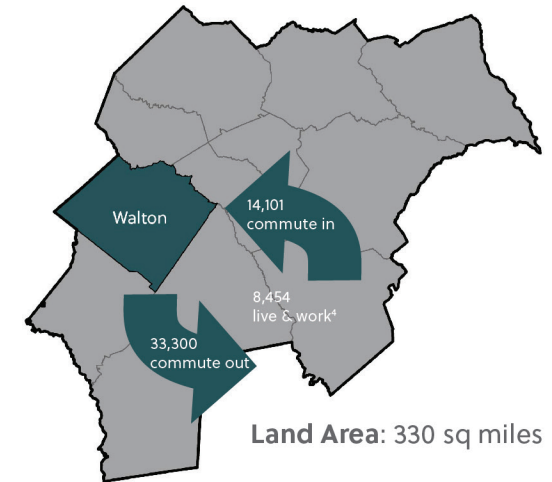 Walton
14,101
commute in
8,454
live & work⁴
33,300
commute out
Land Area: 330 sq miles